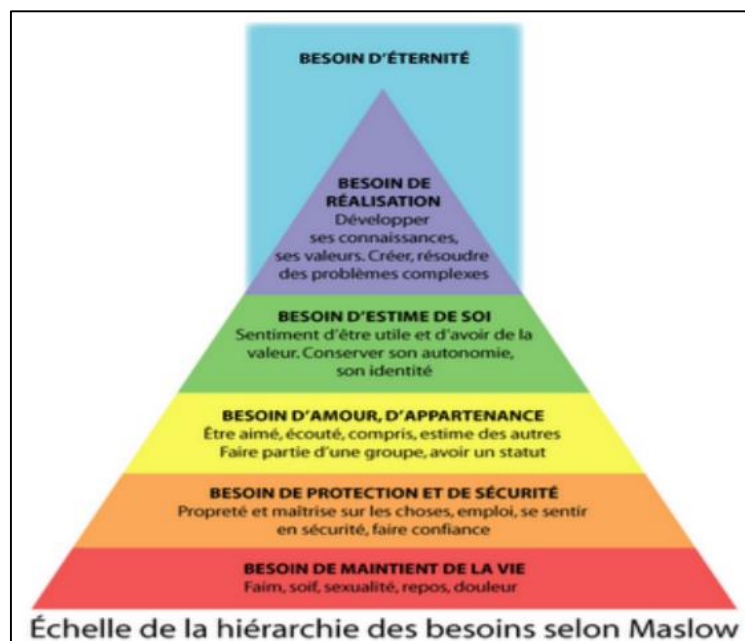 BESOIN D'ÉTERNITÉ
BESOIN DE
RÉALISATION
Développer
ses connaissances,
ses valeurs. Créer, résoudre
des problèmes complexes
BESOIN D'ESTIME DE SOI
Sentiment d'être utile et d'avoir de la
valeur. Conserver son autonomie,
son identité
BESOIN D'AMOUR, D'APPARTENANCE
Être aimé, écouté, compris, estime des autres
Faire partie d'une groupe, avoir un statut
BESOIN DE PROTECTION ET DE SÉCURITÉ
Propreté et maîtrise sur les choses, emploi, se sentir
en sécurité, faire confiance
BESOIN DE MAINTIENT DE LA VIE
Faim, soif, sexualité, repos, douleur
Échelle de la hiérarchie des besoins selon Maslow